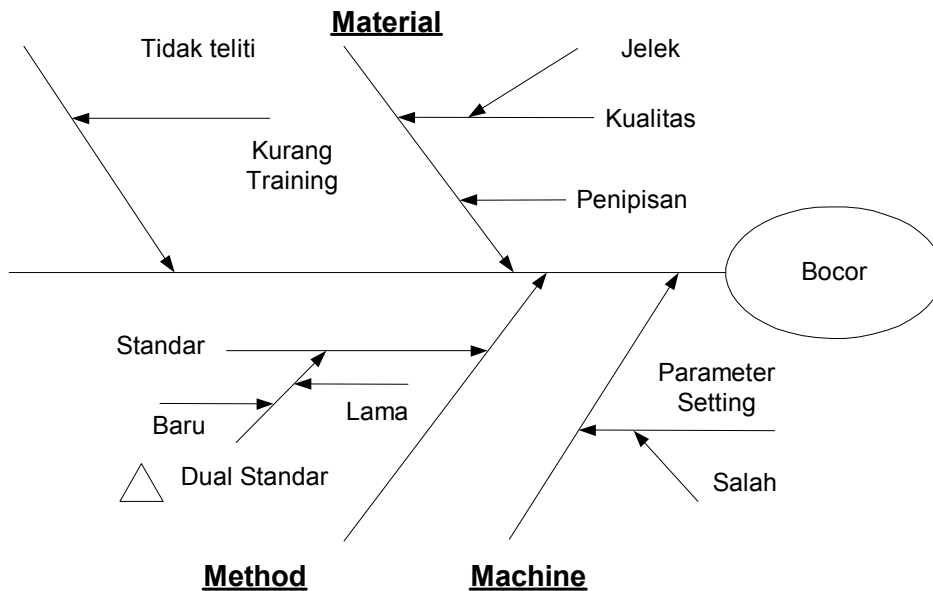 Material
Tidak teliti
Jelek
Kualitas
Kurang
Training
Penipisan
Bocor
Standar
Parameter
Setting
Lama
Baru
Dual Standar
Salah
Method
Machine